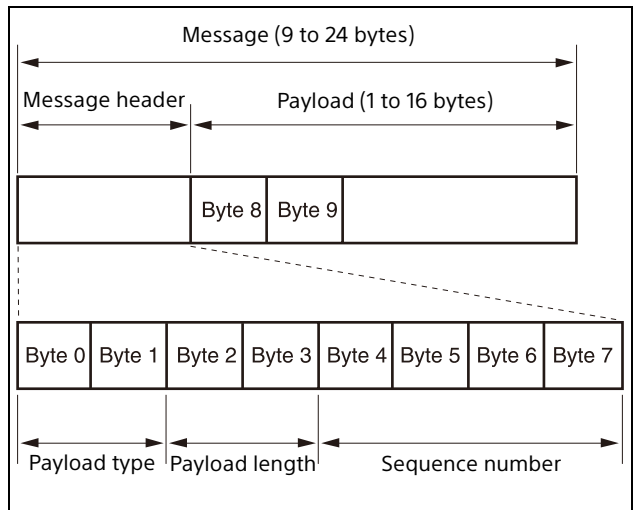 Message (9 to 24 bytes)
Message header Payload (1 to 16 bytes)
Byte 8 Byte 9
Byte 0 Byte 1 Byte 2 Byte 3 Byte 4 Byte 5 Byte 6 Byte 7
Payload type Payload length Sequence number